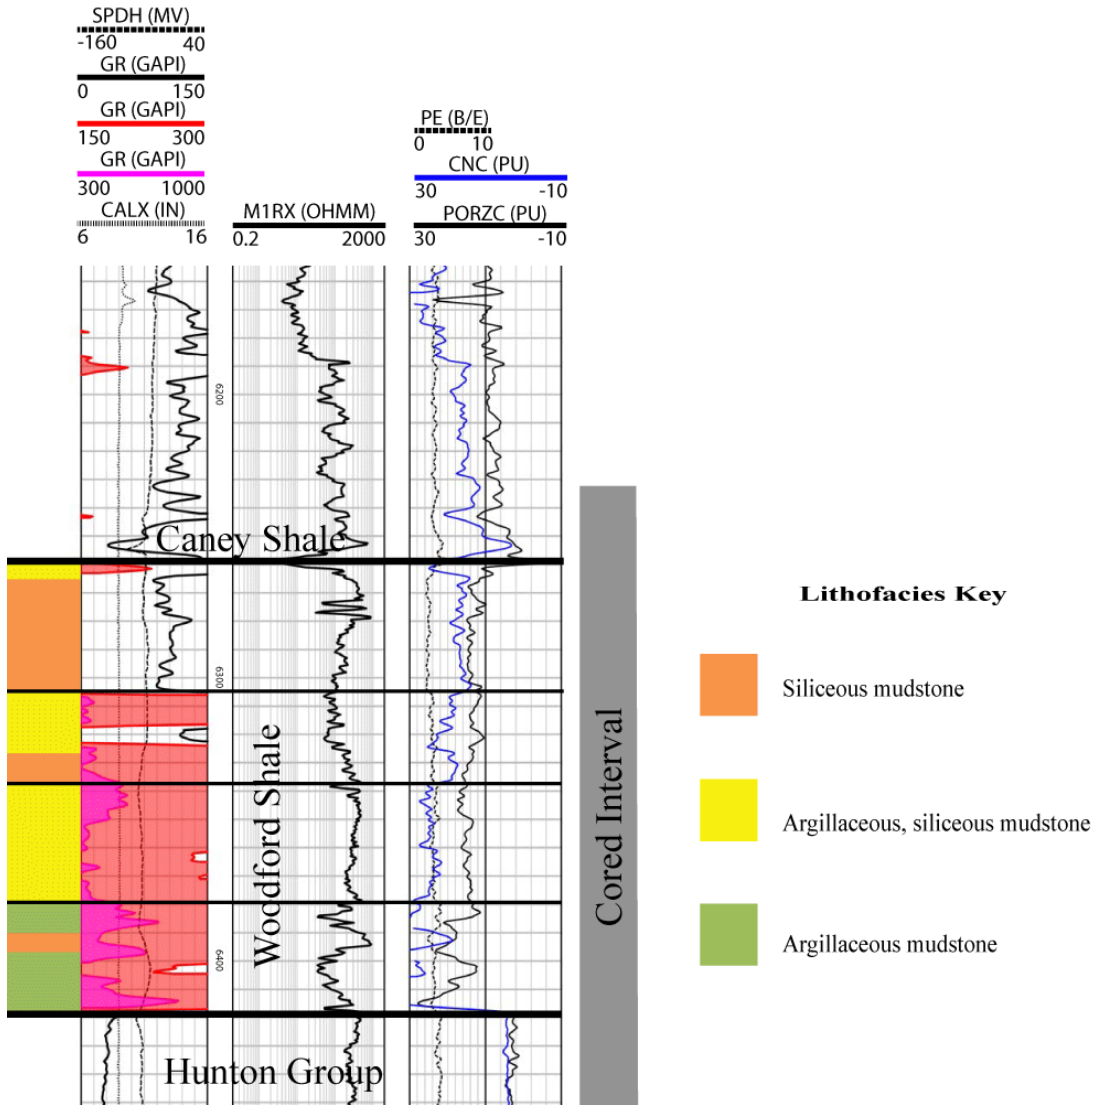 SPDH (MV)
-160 40
GR (GAPI)
0 150
GR (GAPI)
150 300
GR (GAPI)
300 1000
CALX (IN)
6 16
M1RX (OHMM)
0.2 2000
PE (B/E)
0 10
CNC (PU)
30 -10
PORZC (PU)
30 -10
6200
Caney Shale
6300
Woodford Shale
6400
Hunton Group
Cored Interval
Lithofacies Key
Siliceous mudstone
Argillaceous, siliceous mudstone
Argillaceous mudstone